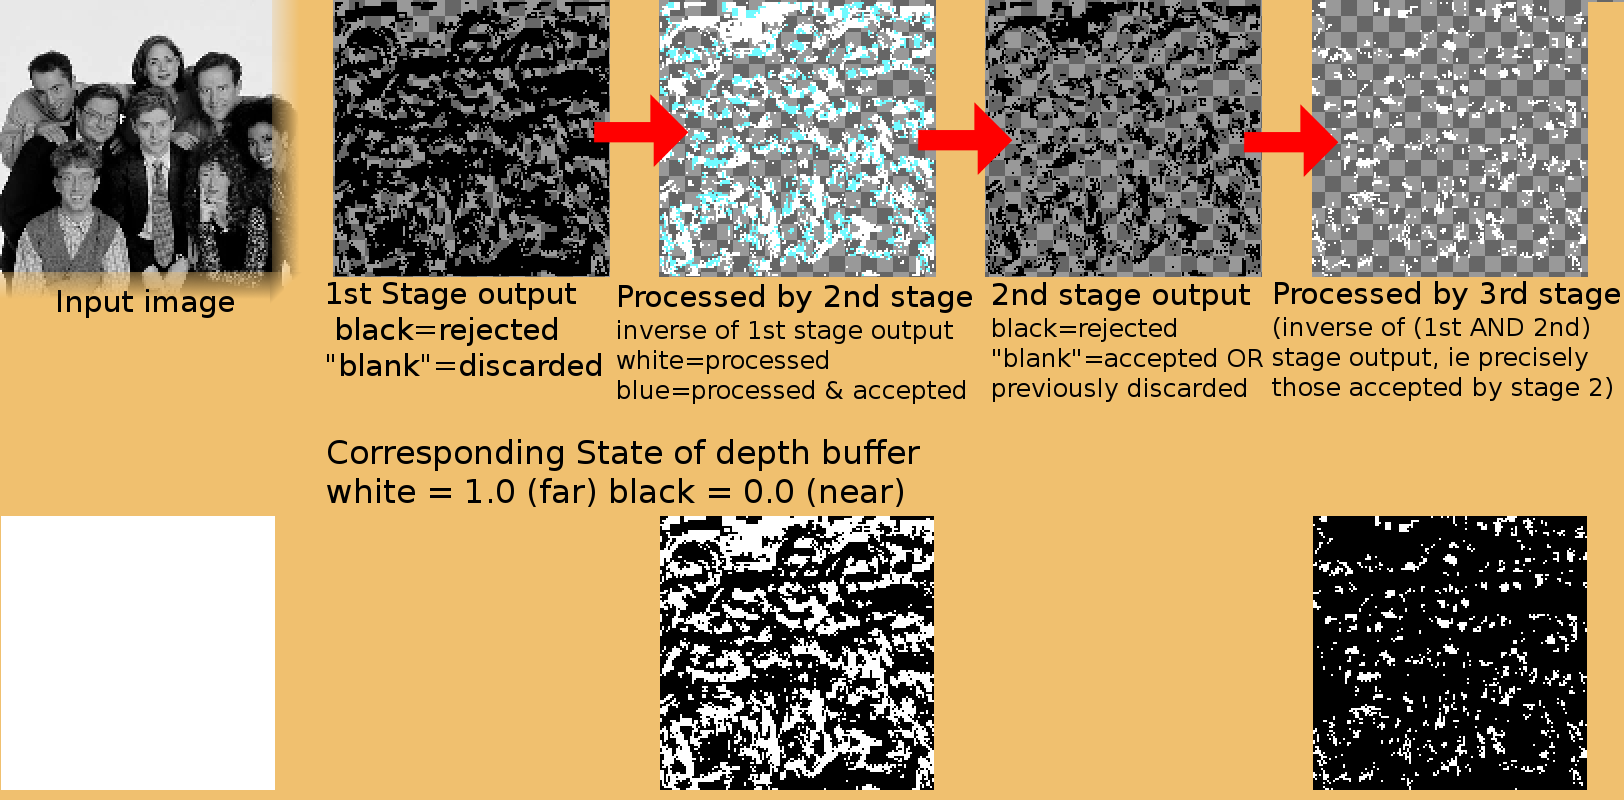 Input image
1st Stage output
black=rejected
"blank"=discarded
Processed by 2nd stage
inverse of 1st stage output
white=processed
blue=processed & accepted
2nd stage output
black=rejected
"blank"=accepted OR
previously discarded
Processed by 3rd stage
(inverse of (1st AND 2nd)
stage output, ie precisely
those accepted by stage 2)
Corresponding State of depth buffer
white = 1.0 (far) black = 0.0 (near)